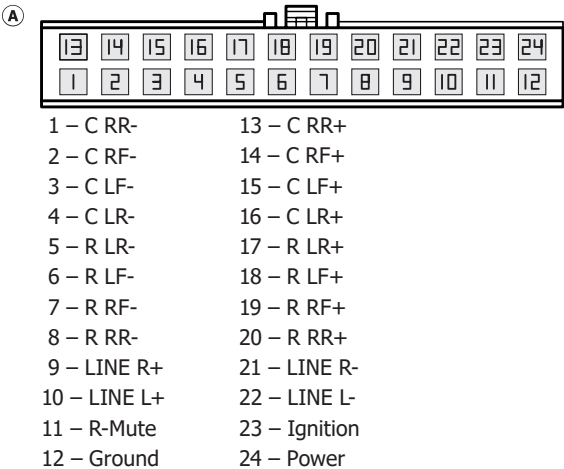 A
13 14 15 16 17 18 19 20 21 22 23 24
1 2 3 4 5 6 7 8 9 10 11 12
1 – C RR- 13 – C RR+
2 – C RF- 14 – C RF+
3 – C LF- 15 – C LF+
4 – C LR- 16 – C LR+
5 – R LR- 17 – R LR+
6 – R LF- 18 – R LF+
7 – R RF- 19 – R RF+
8 – R RR- 20 – R RR+
9 – LINE R+ 21 – LINE R-
10 – LINE L+ 22 – LINE L-
11 – R-Mute 23 – Ignition
12 – Ground 24 – Power